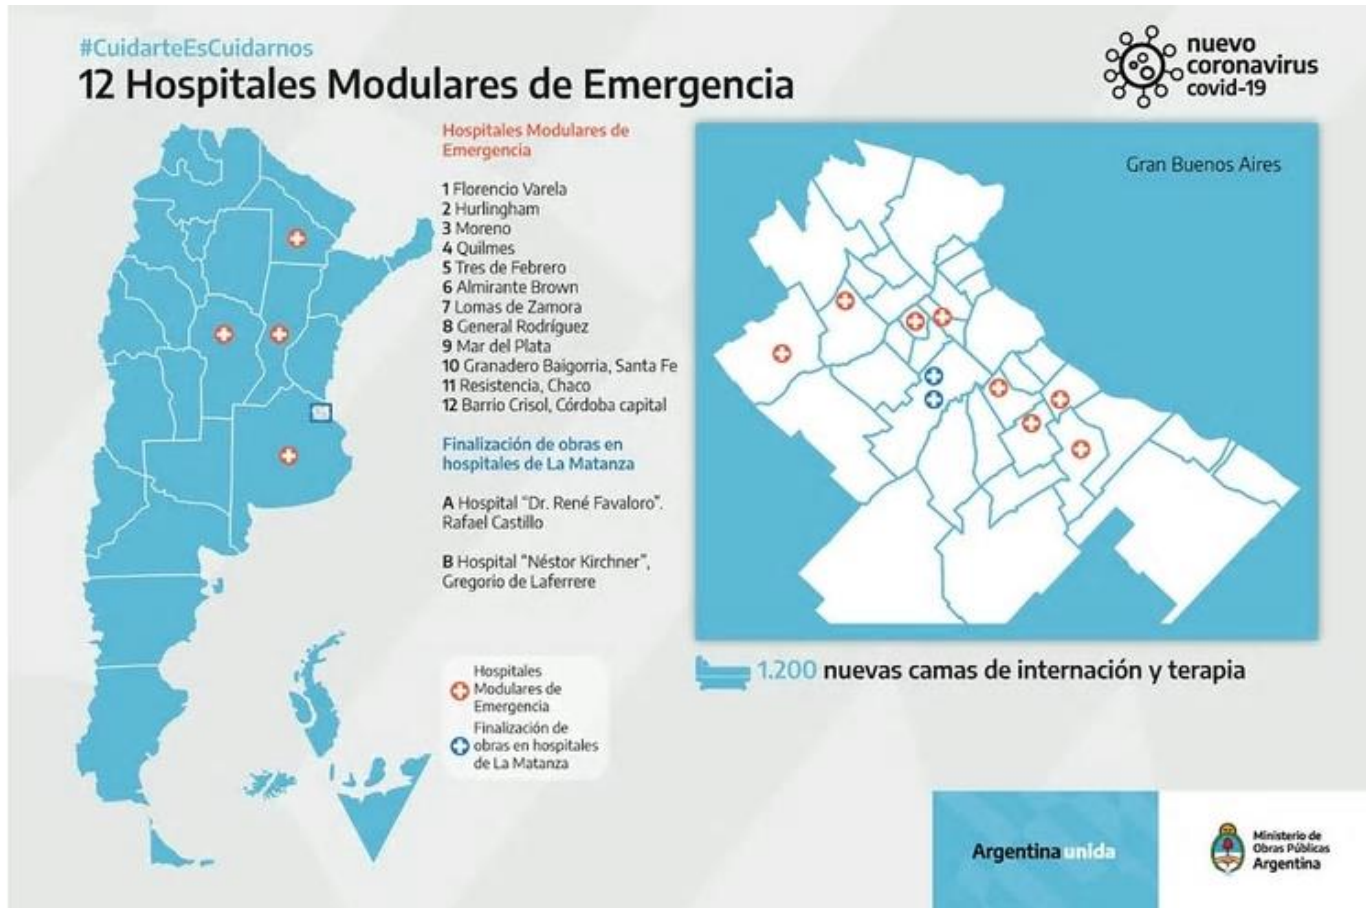 #CuidarteEsCuidarnos
12 Hospitales Modulares de Emergencia
nuevo
coronavirus
covid-19
Hospitales Modulares de
Emergencia
1 Florencio Varela
2 Hurlingham
3 Moreno
4 Quilmes
5 Tres de Febrero
6 Almirante Brown
7 Lomas de Zamora
8 General Rodríguez
9 Mar del Plata
10 Granadero Baigorria, Santa Fe
11 Resistencia, Chaco
12 Barrio Crisol, Córdoba capital
Finalización de obras en
hospitales de La Matanza
A Hospital “Dr. René Favaloro”.
Rafael Castillo
B Hospital “Néstor Kirchner”,
Gregorio de Laferrere
Hospitales
Modulares de
Emergencia
Finalización de
obras en hospitales
de La Matanza
Gran Buenos Aires
1.200 nuevas camas de internación y terapia
Argentina unida
Ministerio de
Obras Públicas
Argentina